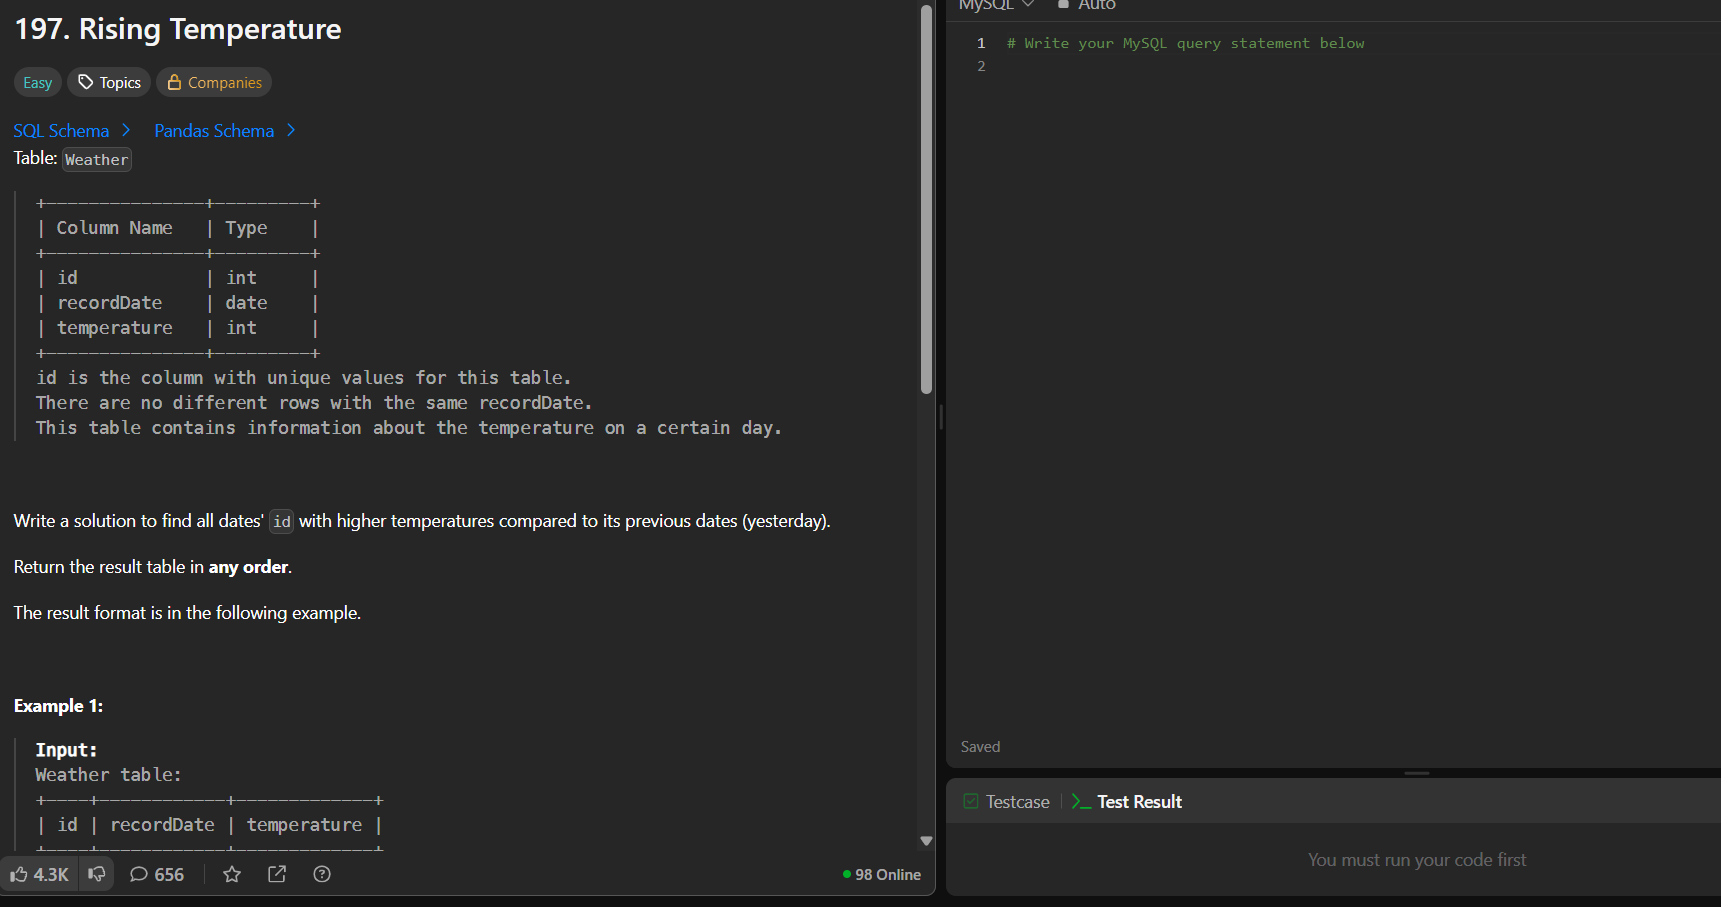 197. Rising Temperature
Easy Topics Companies
SQL Schema > Pandas Schema >
Table: Weather
+---------------+---------+
| Column Name   | Type    |
+---------------+---------+
| id            | int     |
| recordDate    | date    |
| temperature   | int     |
+---------------+---------+
id is the column with unique values for this table.
There are no different rows with the same recordDate.
This table contains information about the temperature on a certain day.
Write a solution to find all dates' id with higher temperatures compared to its previous dates (yesterday).
Return the result table in any order.
The result format is in the following example.
Example 1:
Input:
Weather table:
+----+------------+-------------+
| id | recordDate | temperature |
+----+------------+-------------+
4.3K 656 98 Online
MySQL Auto
1 # Write your MySQL query statement below
2
Saved
Testcase | >_ Test Result
You must run your code first